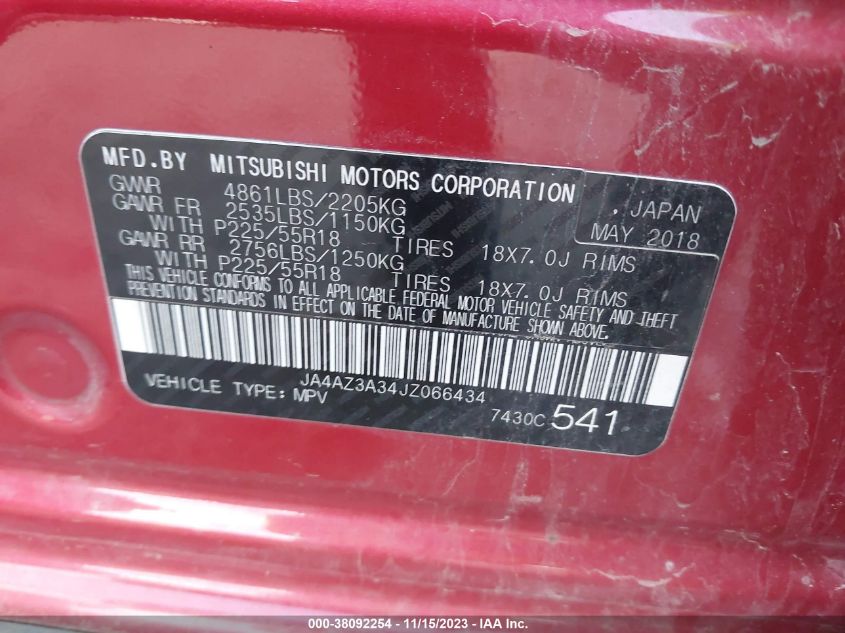 MFD.BY MITSUBISHI MOTORS CORPORATION
GVWR 4861LBS/2205KG
GAWR FR 2535LBS/1150KG
WITH P225/55R18 TIRES 18X7.0J RIMS
GAWR RR 2756LBS/1250KG
WITH P225/55R18 TIRES 18X7.0J RIMS
, JAPAN
MAY 2018
THIS VEHICLE CONFORMS TO ALL APPLICABLE FEDERAL MOTOR VEHICLE SAFETY AND THEFT
PREVENTION STANDARDS IN EFFECT ON THE DATE OF MANUFACTURE SHOWN ABOVE.
JA4AZ3A34JZ066434
VEHICLE TYPE: MPV
7430C 541
000-38092254 - 11/15/2023 - IAAI.COM